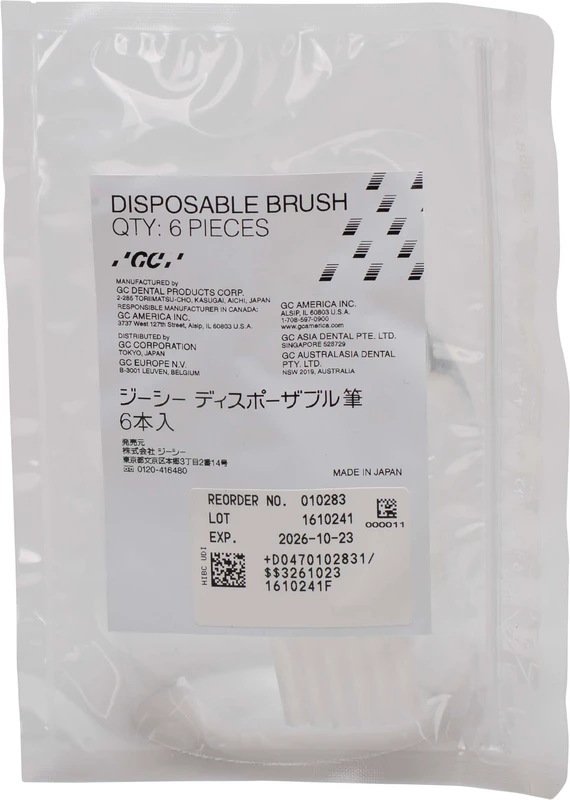 DISPOSABLE BRUSH
QTY: 6 PIECES
GC
MANUFACTURED by
GC DENTAL PRODUCTS CORP.
2-285 TORIIMATSU-CHO, KASUGAI, AICHI, JAPAN
RESPONSIBLE MANUFACTURER IN CANADA:
GC AMERICA INC.
3737 West 127th Street, Alsip, IL 60803 U.S.A.
DISTRIBUTED by
GC CORPORATION
TOKYO, JAPAN
GC EUROPE N.V.
B-3001 LEUVEN, BELGIUM
GC AMERICA INC.
ALSIP, IL 60803 U.S.A.
1-708-597-0900
www.gcamerica.com
GC ASIA DENTAL PTE. LTD.
SINGAPORE 528729
GC AUSTRALASIA DENTAL
PTY. LTD.
NSW 2019, AUSTRALIA
ジーシー ディスポーザブル筆
6本入
発売元
株式会社 ジーシー
東京都文京区本郷3丁目2番14号
0120-416480
MADE IN JAPAN
REORDER NO. 010283
LOT 1610241
EXP. 2026-10-23
000011
HIBC UDI
+D0470102831/
$$3261023
1610241F